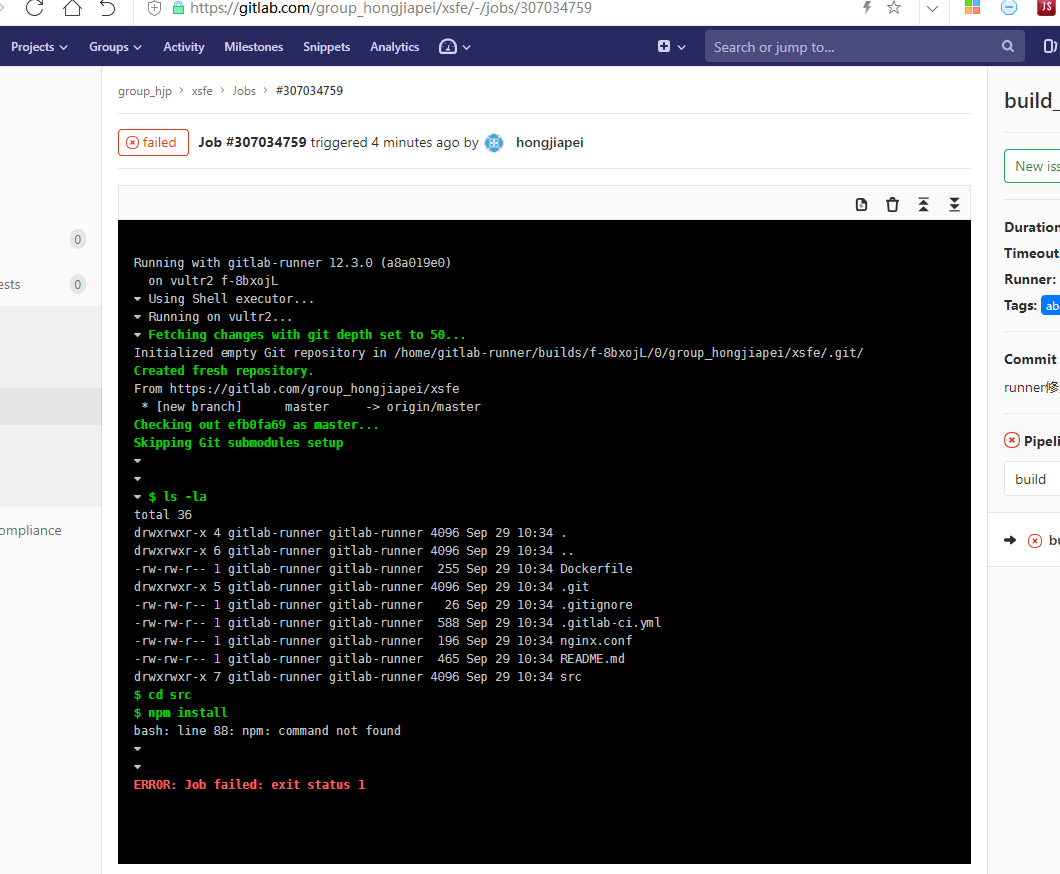 https://gitlab.com/group_hongjiapei/xsfe/-/jobs/307034759
JS
Projects Groups Activity Milestones Snippets Analytics Search or jump to...
group_hjp > xsfe > Jobs > #307034759
failed Job #307034759 triggered 4 minutes ago by hongjiapei
Running with gitlab-runner 12.3.0 (a8a019e0)
on vultr2 f-8bxojL
Using Shell executor...
Running on vultr2...
Fetching changes with git depth set to 50...
Initialized empty Git repository in /home/gitlab-runner/builds/f-8bxojL/0/group_hongjiapei/xsfe/.git/
Created fresh repository.
From https://gitlab.com/group_hongjiapei/xsfe
* [new branch] master -> origin/master
Checking out efb0fa69 as master...
Skipping Git submodules setup
$ ls -la
total 36
drwxrwxr-x 4 gitlab-runner gitlab-runner 4096 Sep 29 10:34 .
drwxrwxr-x 6 gitlab-runner gitlab-runner 4096 Sep 29 10:34 ..
-rw-rw-r-- 1 gitlab-runner gitlab-runner 255 Sep 29 10:34 Dockerfile
drwxrwxr-x 5 gitlab-runner gitlab-runner 4096 Sep 29 10:34 .git
-rw-rw-r-- 1 gitlab-runner gitlab-runner 26 Sep 29 10:34 .gitignore
-rw-rw-r-- 1 gitlab-runner gitlab-runner 588 Sep 29 10:34 .gitlab-ci.yml
-rw-rw-r-- 1 gitlab-runner gitlab-runner 196 Sep 29 10:34 nginx.conf
-rw-rw-r-- 1 gitlab-runner gitlab-runner 465 Sep 29 10:34 README.md
drwxrwxr-x 7 gitlab-runner gitlab-runner 4096 Sep 29 10:34 src
$ cd src
$ npm install
bash: line 88: npm: command not found
ERROR: Job failed: exit status 1
0
ests 0
ompliance
build_
New iss
Duration
Timeout
Runner:
Tags: ab
Commit
runner修
Pipeli
build
bu